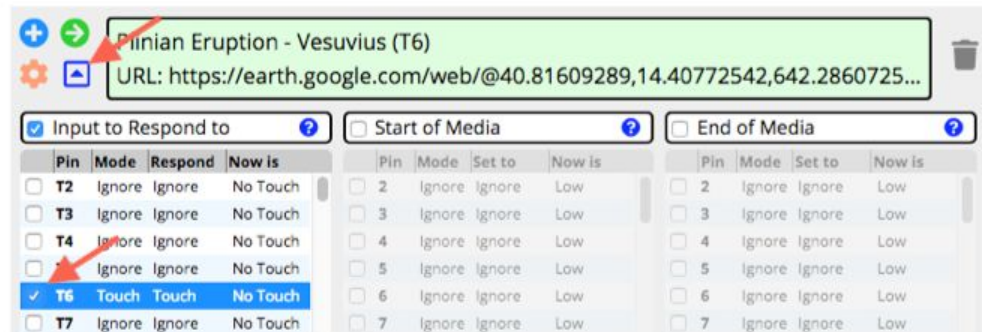 Plinian Eruption - Vesuvius (T6)
URL: https://earth.google.com/web/@40.81609289,14.40772542,642.2860725...
Input to Respond to ? Start of Media ? End of Media ?
Pin Mode Respond Now is Pin Mode Set to Now is Pin Mode Set to Now is
T2 Ignore Ignore No Touch 2 Ignore Ignore Low 2 Ignore Ignore Low
T3 Ignore Ignore No Touch 3 Ignore Ignore Low 3 Ignore Ignore Low
T4 Ignore Ignore No Touch 4 Ignore Ignore Low 4 Ignore Ignore Low
Ignore Ignore No Touch 5 Ignore Ignore Low 5 Ignore Ignore Low
T6 Touch Touch No Touch 6 Ignore Ignore Low 6 Ignore Ignore Low
T7 Ignore Ignore No Touch 7 Ignore Ignore Low 7 Ignore Ignore Low